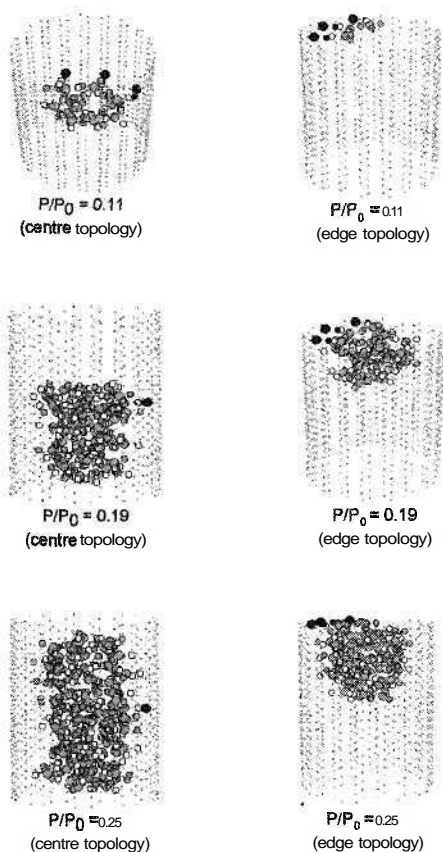 P/P₀ = 0.11
(centre topology)
P/P₀ = 0.11
(edge topology)
P/P₀ = 0.19
(centre topology)
P/P₀ = 0.19
(edge topology)
P/P₀ = 0.25
(centre topology)
P/P₀ = 0.25
(edge topology)